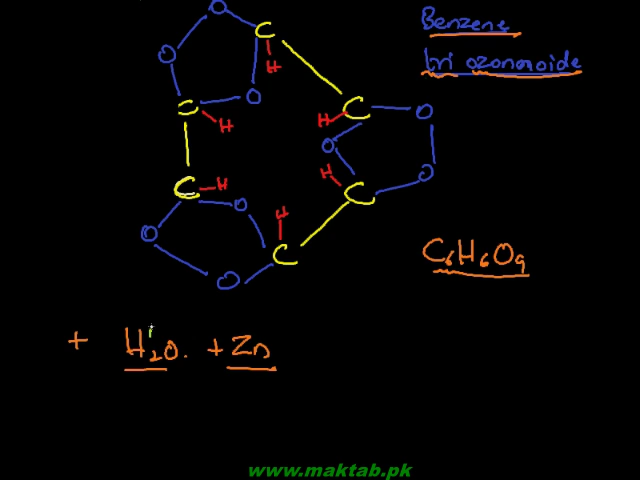 Benzene
tri ozonoide
O
O C
H
O O
C H
H C O
O
H O
C H C
O
H
O
C
O
C6H6O9
+ H2O. + Zn
www.maktab.pk